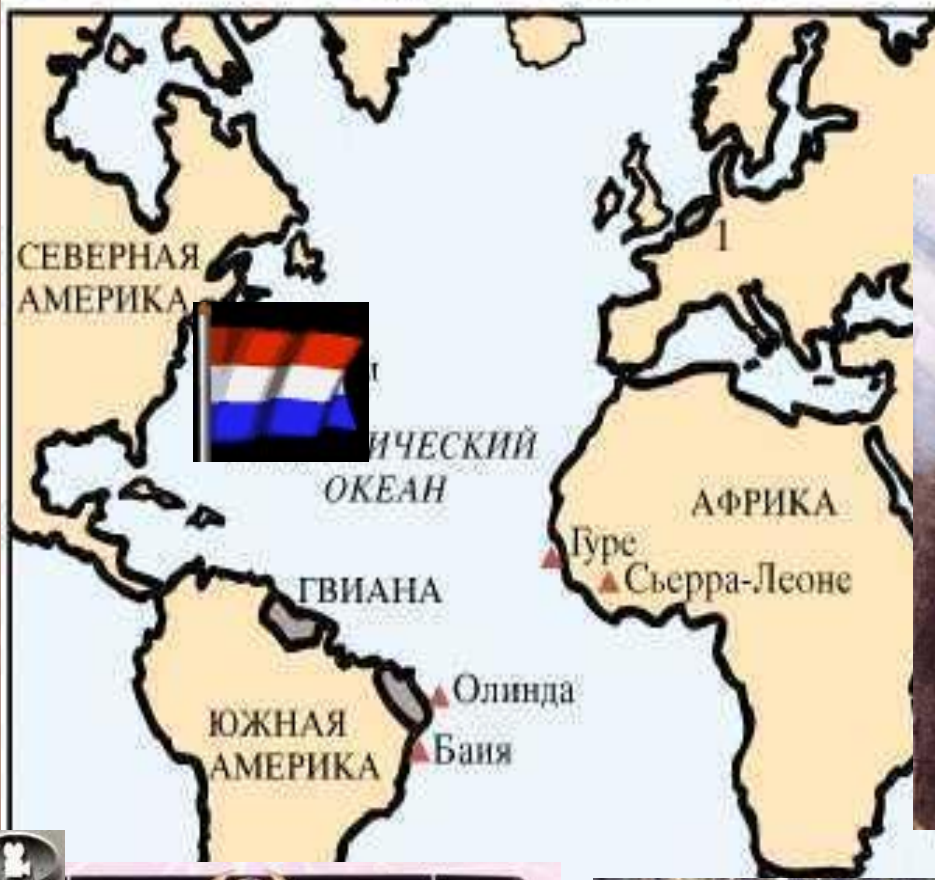 СЕВЕРНАЯ
АМЕРИКА
1
ИЧЕСКИЙ
ОКЕАН
АФРИКА
Гуре
Сьерра-Леоне
ГВИАНА
Олинда
ЮЖНАЯ
АМЕРИКА
Баия